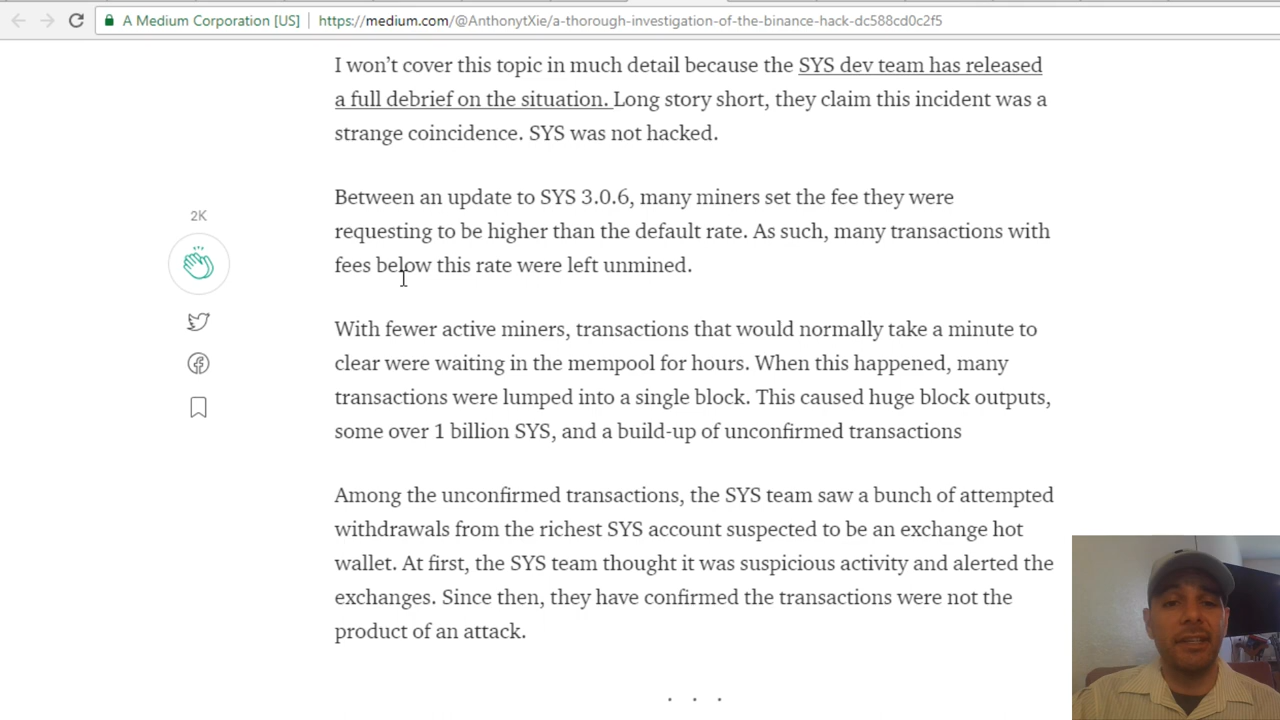 A Medium Corporation [US] | https://medium.com/@AnthonytXie/a-thorough-investigation-of-the-binance-hack-dc588cd0c2f5
I won’t cover this topic in much detail because the SYS dev team has released
a full debrief on the situation. Long story short, they claim this incident was a
strange coincidence. SYS was not hacked.
Between an update to SYS 3.0.6, many miners set the fee they were
requesting to be higher than the default rate. As such, many transactions with
fees below this rate were left unmined.
2K
With fewer active miners, transactions that would normally take a minute to
clear were waiting in the mempool for hours. When this happened, many
transactions were lumped into a single block. This caused huge block outputs,
some over 1 billion SYS, and a build-up of unconfirmed transactions
Among the unconfirmed transactions, the SYS team saw a bunch of attempted
withdrawals from the richest SYS account suspected to be an exchange hot
wallet. At first, the SYS team thought it was suspicious activity and alerted the
exchanges. Since then, they have confirmed the transactions were not the
product of an attack.
. . .